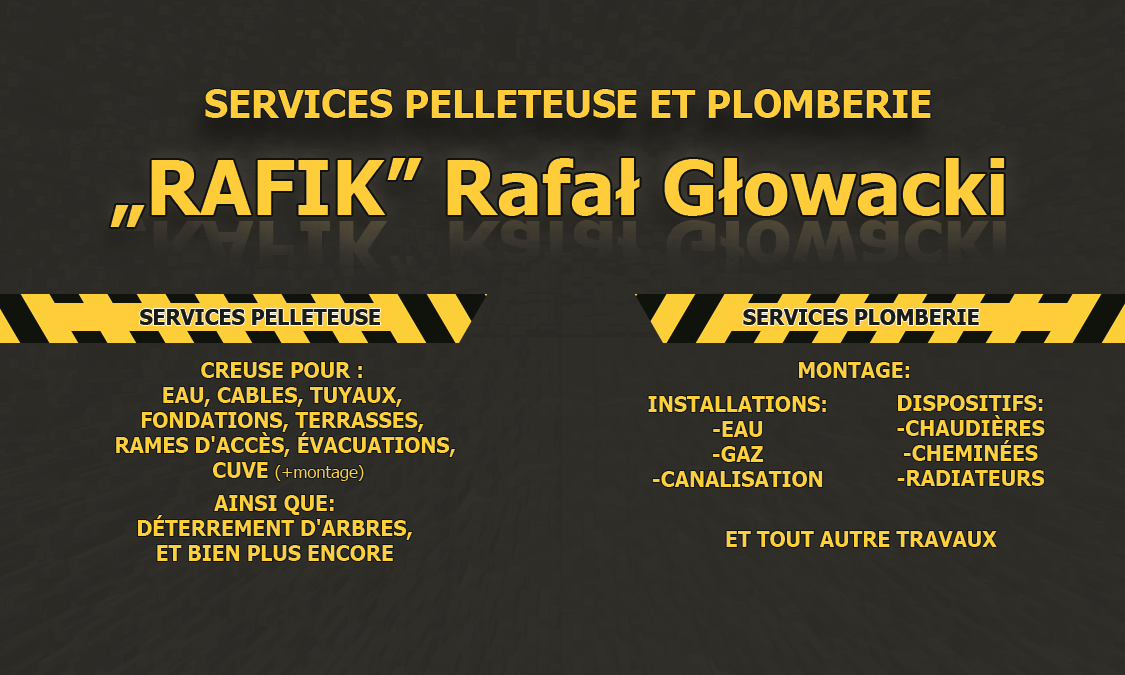 SERVICES PELLETEUSE ET PLOMBERIE
„RAFIK” Rafał Głowacki
SERVICES PELLETEUSE
CREUSE POUR :
EAU, CABLES, TUYAUX,
FONDATIONS, TERRASSES,
RAMES D'ACCÈS, ÉVACUATIONS,
CUVE (+montage)
AINSI QUE:
DÉTERREMENT D'ARBRES,
ET BIEN PLUS ENCORE
SERVICES PLOMBERIE
MONTAGE:
INSTALLATIONS:
-EAU
-GAZ
-CANALISATION
DISPOSITIFS:
-CHAUDIÈRES
-CHEMINÉES
-RADIATEURS
ET TOUT AUTRE TRAVAUX